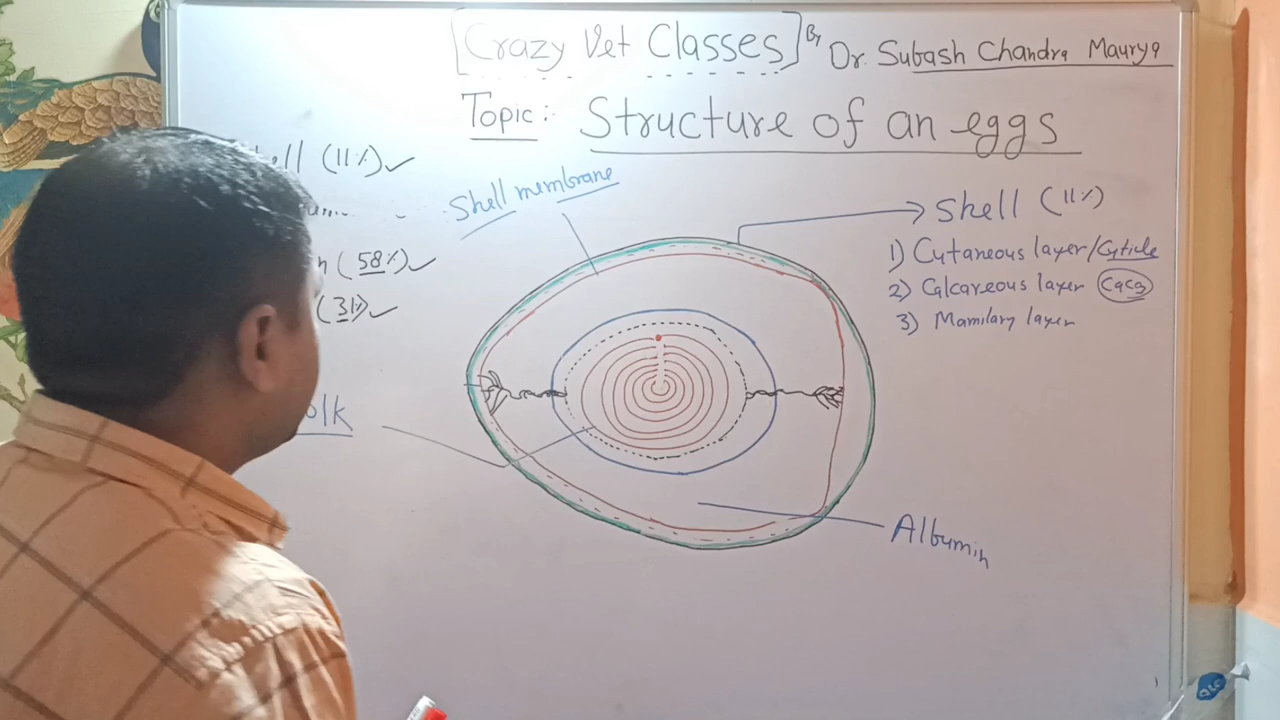 [Crazy Vet Classes] By Dr. Subash Chandra Maurya
Topic: Structure of an eggs
ell (11%) ✓
(58%) ✓
(31%) ✓
olk
Shell membrane
Shell (11%)
1) Cutaneous layer/Cyticle
2) Calcareous layer (CaCO3)
3) Mamilary layer
Albumin